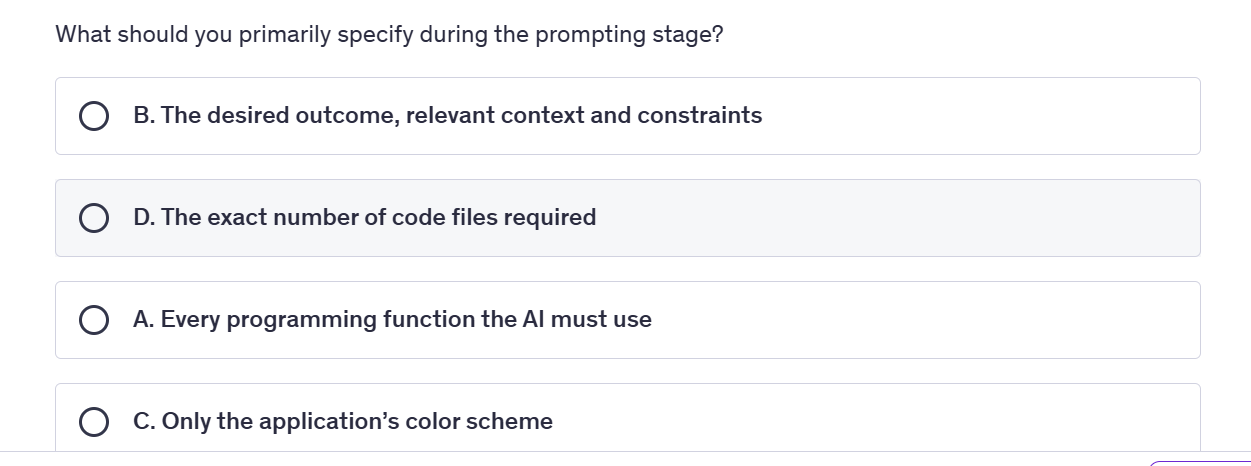 What should you primarily specify during the prompting stage?
B. The desired outcome, relevant context and constraints
D. The exact number of code files required
A. Every programming function the AI must use
C. Only the application’s color scheme